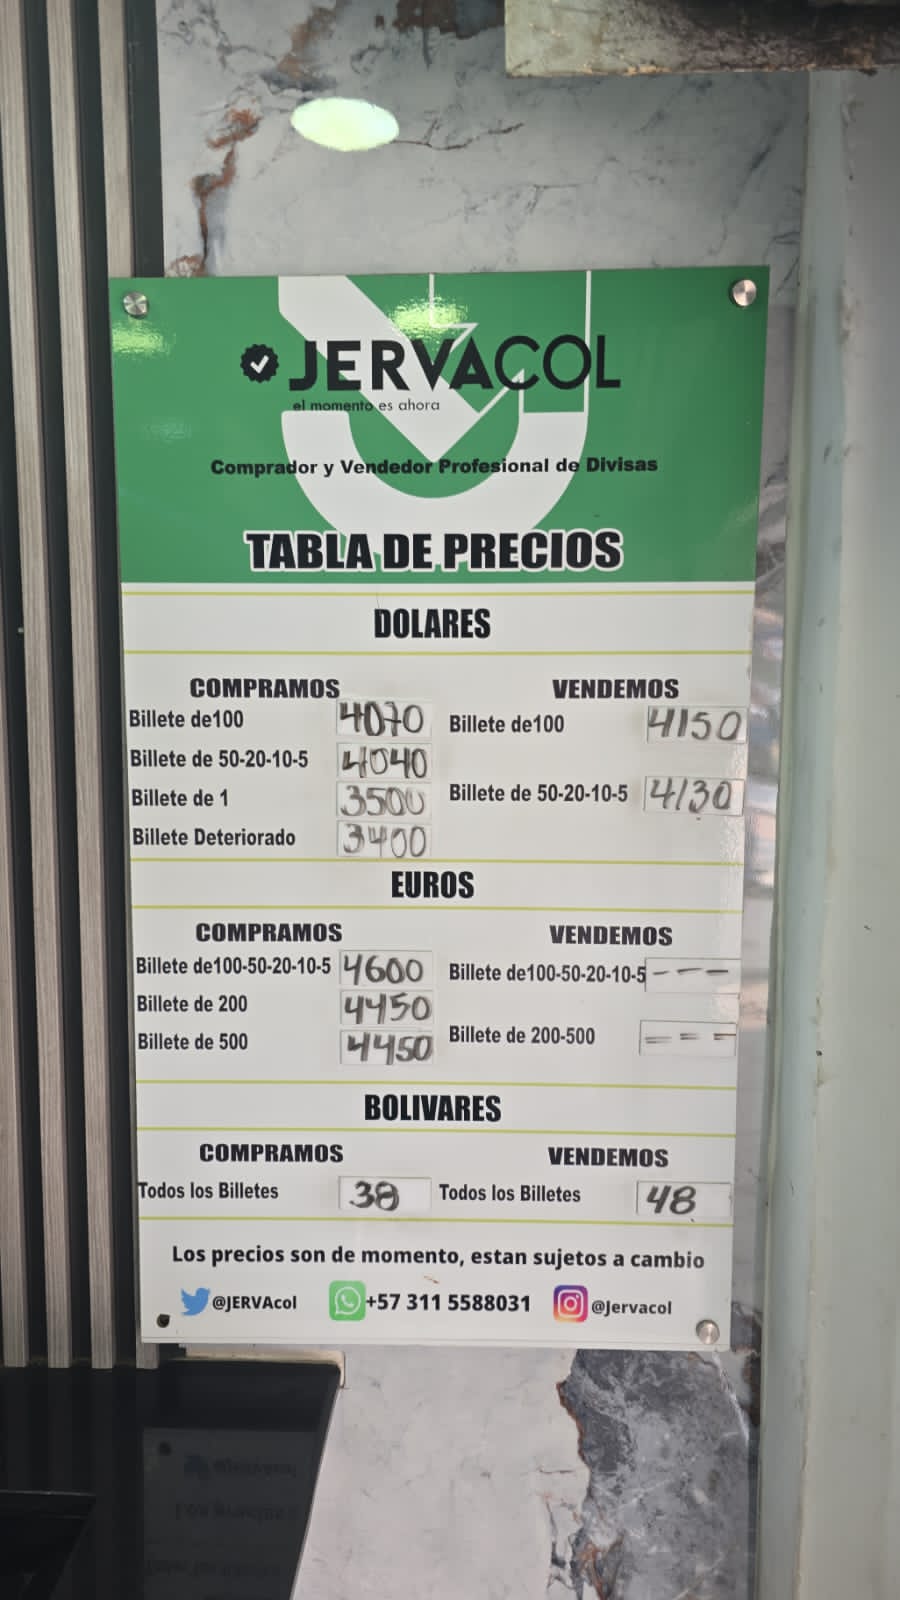 JERVACOL
el momento es ahora
Comprador y Vendedor Profesional de Divisas
TABLA DE PRECIOS
DOLARES
COMPRAMOS VENDEMOS
Billete de100 4070 Billete de100 4150
Billete de 50-20-10-5 4040
Billete de 1 3500 Billete de 50-20-10-5 4130
Billete Deteriorado 3400
EUROS
COMPRAMOS VENDEMOS
Billete de100-50-20-10-5 4600 Billete de100-50-20-10-5 ---
Billete de 200 4450
Billete de 500 4450 Billete de 200-500 ===
BOLIVARES
COMPRAMOS VENDEMOS
Todos los Billetes 38 Todos los Billetes 48
Los precios son de momento, estan sujetos a cambio
@JERVAcol +57 311 5588031 @Jervacol